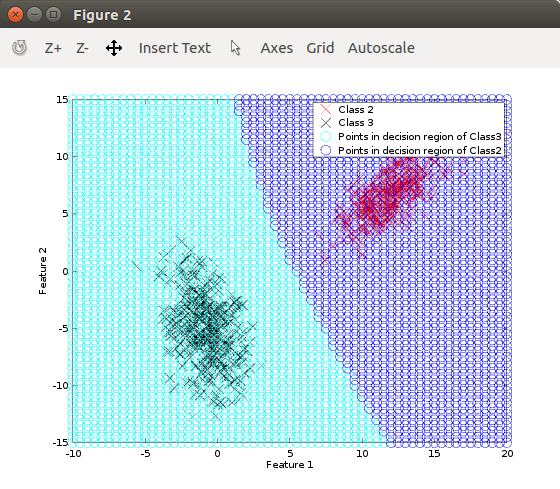 Figure 2
Z+ Z- Insert Text Axes Grid Autoscale
Class 2
Class 3
Points in decision region of Class3
Points in decision region of Class2
15
10
5
0
-5
-10
-15
Feature 2
-10 -5 0 5 10 15 20
Feature 1